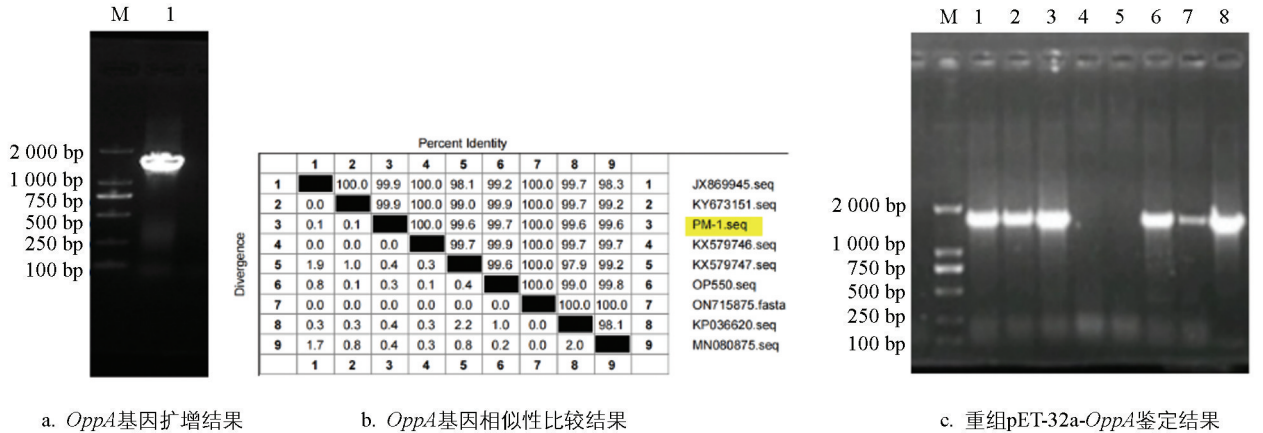 M 1
2 000 bp
1 000 bp
750 bp
500 bp
250 bp
100 bp
a. OppA基因扩增结果
Percent Identity
Divergence
1 2 3 4 5 6 7 8 9
1 100.0 99.9 100.0 98.1 99.2 100.0 99.7 98.3 1 JX869945.seq
2 0.0 99.9 100.0 99.0 99.9 100.0 99.7 99.2 2 KY673151.seq
3 0.1 0.1 100.0 99.6 99.7 100.0 99.6 99.6 3 PM-1.seq
4 0.0 0.0 0.0 99.7 99.9 100.0 99.7 99.7 4 KX579746.seq
5 1.9 1.0 0.4 0.3 99.6 100.0 97.9 99.2 5 KX579747.seq
6 0.8 0.1 0.3 0.1 0.4 100.0 99.0 99.8 6 OP550.seq
7 0.0 0.0 0.0 0.0 0.0 0.0 100.0 100.0 7 ON715875.fasta
8 0.3 0.3 0.4 0.3 2.2 1.0 0.0 98.1 8 KP036620.seq
9 1.7 0.8 0.4 0.3 0.8 0.2 0.0 2.0 9 MN080875.seq
1 2 3 4 5 6 7 8 9
b. OppA基因相似性比较结果
M 1 2 3 4 5 6 7 8
2 000 bp
1 000 bp
750 bp
500 bp
250 bp
100 bp
c. 重组pET-32a-OppA鉴定结果